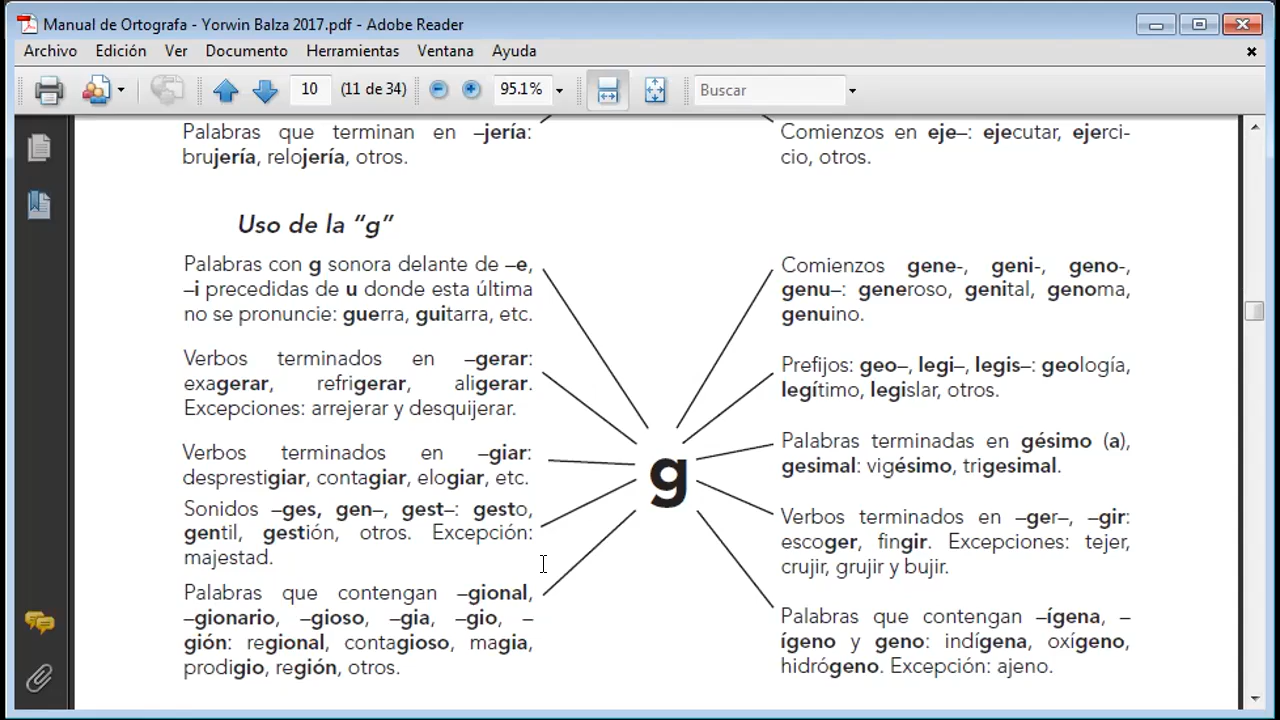 Manual de Ortografa - Yorwin Balza 2017.pdf - Adobe Reader
Archivo Edición Ver Documento Herramientas Ventana Ayuda
10 (11 de 34) 95.1% Buscar
Palabras que terminan en –jería:
brujería, relojería, otros.
Comienzos en eje–: ejecutar, ejerci-
cio, otros.
Uso de la “g”
Palabras con g sonora delante de –e,
–i precedidas de u donde esta última
no se pronuncie: guerra, guitarra, etc.
Verbos terminados en –gerar:
exagerar, refrigerar, aligerar.
Excepciones: arrejerar y desquijerar.
Verbos terminados en –giar:
desprestigiar, contagiar, elogiar, etc.
Sonidos –ges, gen–, gest–: gesto,
gentil, gestión, otros. Excepción:
majestad.
Palabras que contengan –gional,
–gionario, –gioso, –gia, –gio, –
gión: regional, contagioso, magia,
prodigio, región, otros.
g
Comienzos gene-, geni-, geno-,
genu–: generoso, genital, genoma,
genuino.
Prefijos: geo–, legi–, legis–: geología,
legítimo, legislar, otros.
Palabras terminadas en gésimo (a),
gesimal: vigésimo, trigesimal.
Verbos terminados en –ger–, –gir:
escoger, fingir. Excepciones: tejer,
crujir, grujir y bujir.
Palabras que contengan –ígena, –
ígeno y geno: indígena, oxígeno,
hidrógeno. Excepción: ajeno.